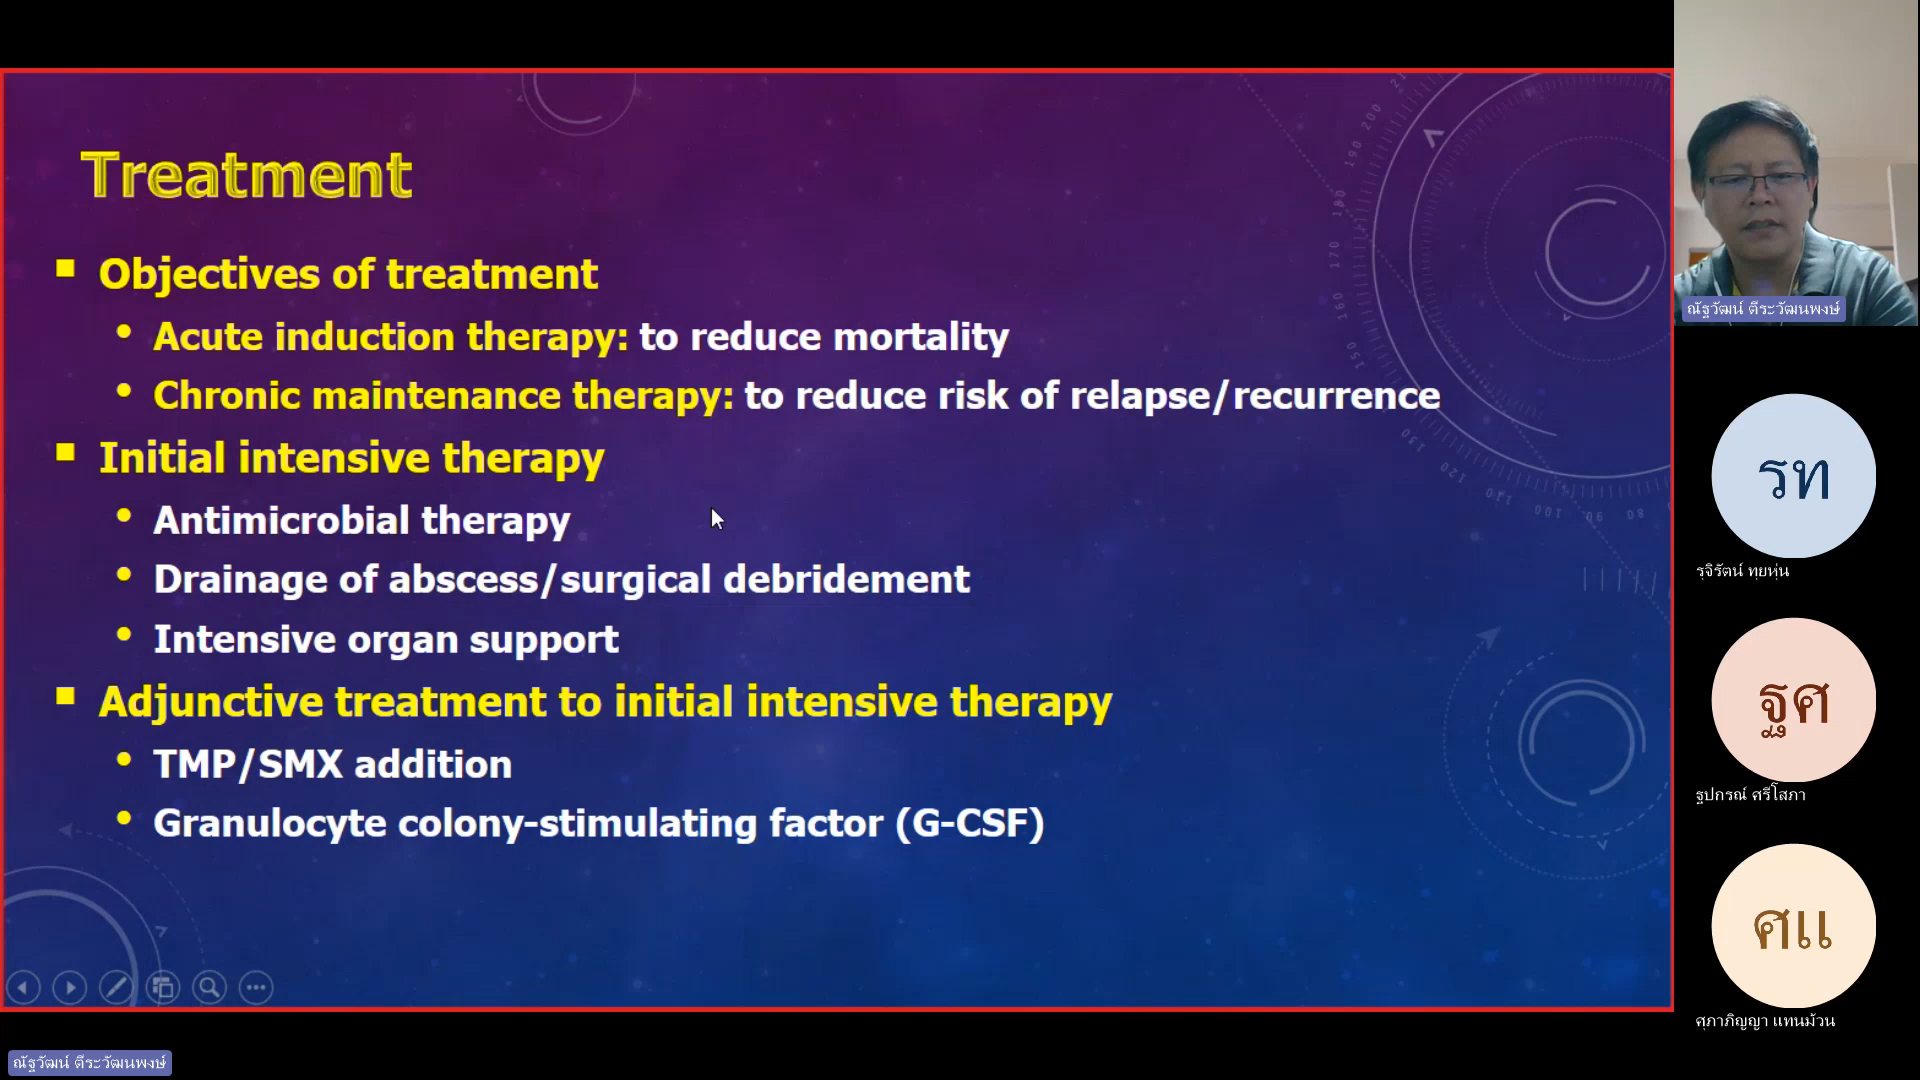 Treatment
Objectives of treatment
Acute induction therapy: to reduce mortality
Chronic maintenance therapy: to reduce risk of relapse/recurrence
Initial intensive therapy
Antimicrobial therapy
Drainage of abscess/surgical debridement
Intensive organ support
Adjunctive treatment to initial intensive therapy
TMP/SMX addition
Granulocyte colony-stimulating factor (G-CSF)
ณัฐวัฒน์ ตีระวัฒนพงษ์
รท
รุจิรัตน์ ทุยหุ่น
ฐศ
ฐปกรณ์ ศรีโสภา
ศแ
ศุภาภิญญา แทนม้วน
ณัฐวัฒน์ ตีระวัฒนพงษ์